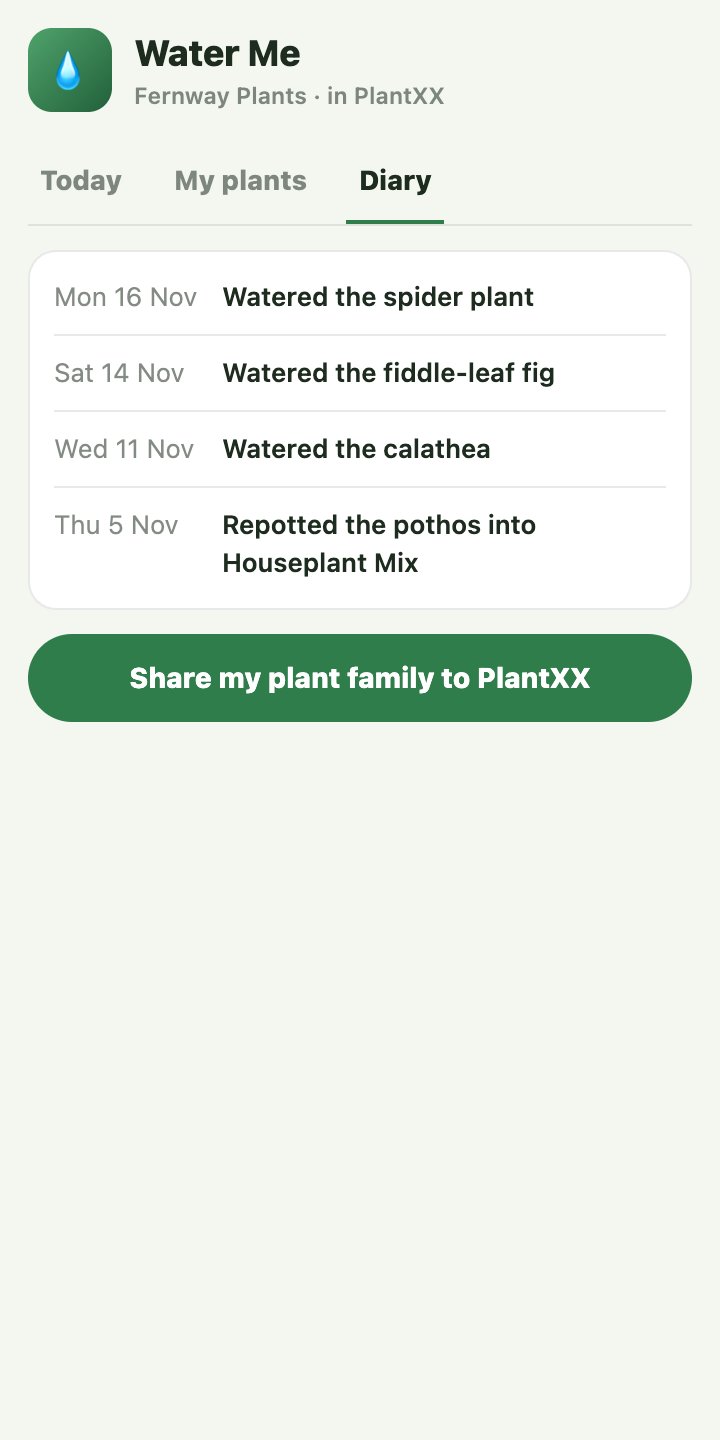 Water Me
Fernway Plants · in PlantXX
Today My plants Diary
Mon 16 Nov Watered the spider plant
Sat 14 Nov Watered the fiddle-leaf fig
Wed 11 Nov Watered the calathea
Thu 5 Nov Repotted the pothos into
Houseplant Mix
Share my plant family to PlantXX